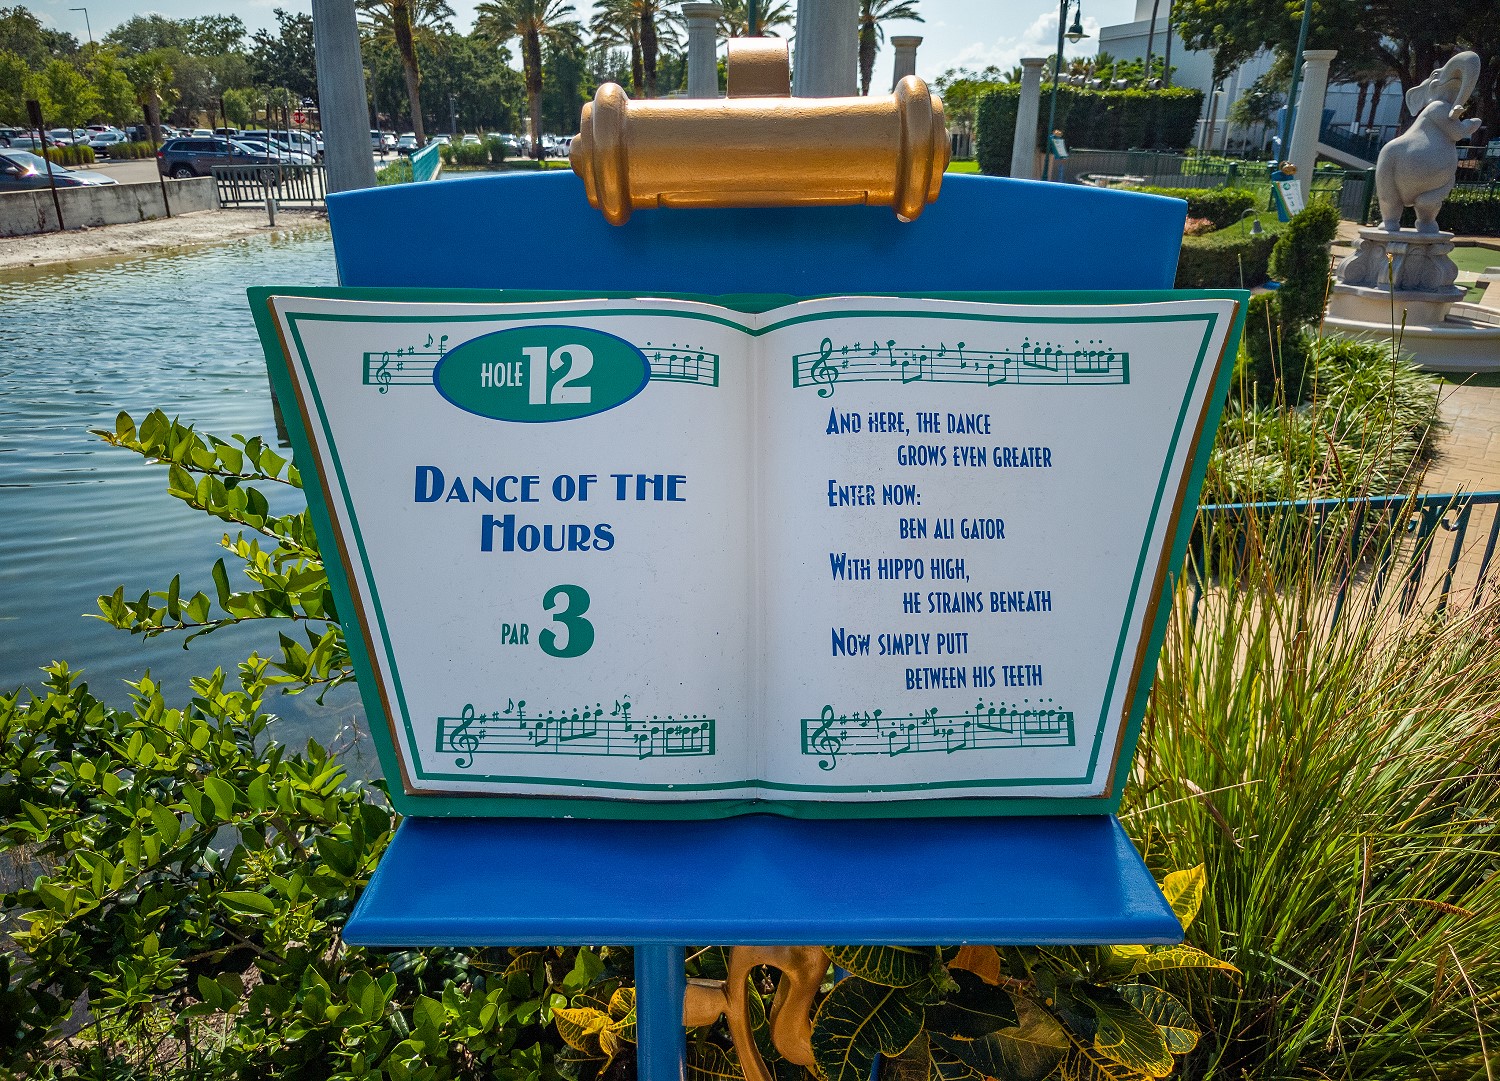 HOLE 12
DANCE OF THE
HOURS
PAR 3
AND HERE, THE DANCE
GROWS EVEN GREATER
ENTER NOW:
BEN ALI GATOR
WITH HIPPO HIGH,
HE STRAINS BENEATH
NOW SIMPLY PUTT
BETWEEN HIS TEETH